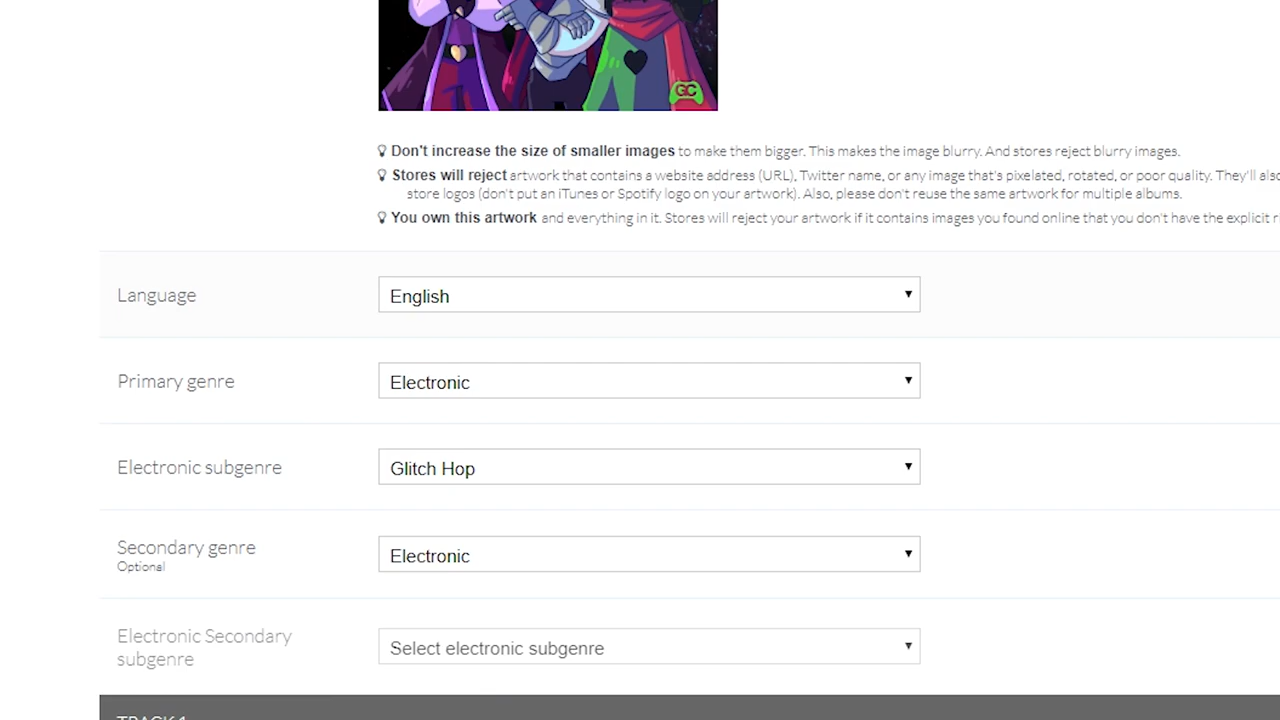 GC
Don't increase the size of smaller images to make them bigger. This makes the image blurry. And stores reject blurry images.
Stores will reject artwork that contains a website address (URL), Twitter name, or any image that's pixelated, rotated, or poor quality. They'll also
store logos (don't put an iTunes or Spotify logo on your artwork). Also, please don't reuse the same artwork for multiple albums.
You own this artwork and everything in it. Stores will reject your artwork if it contains images you found online that you don't have the explicit
Language
English
Primary genre
Electronic
Electronic subgenre
Glitch Hop
Secondary genre
Optional
Electronic
Electronic Secondary
subgenre
Select electronic subgenre
TRACK 1